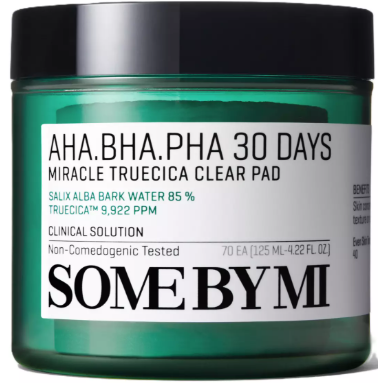 AHA.BHA.PHA 30 DAYS
MIRACLE TRUECICA CLEAR PAD
SALIX ALBA BARK WATER 85 %
TRUECICA™ 9,922 PPM
CLINICAL SOLUTION
Non-Comedogenic Tested 70 EA [125 ML-4.22 FL. OZ.]
SOME BY MI